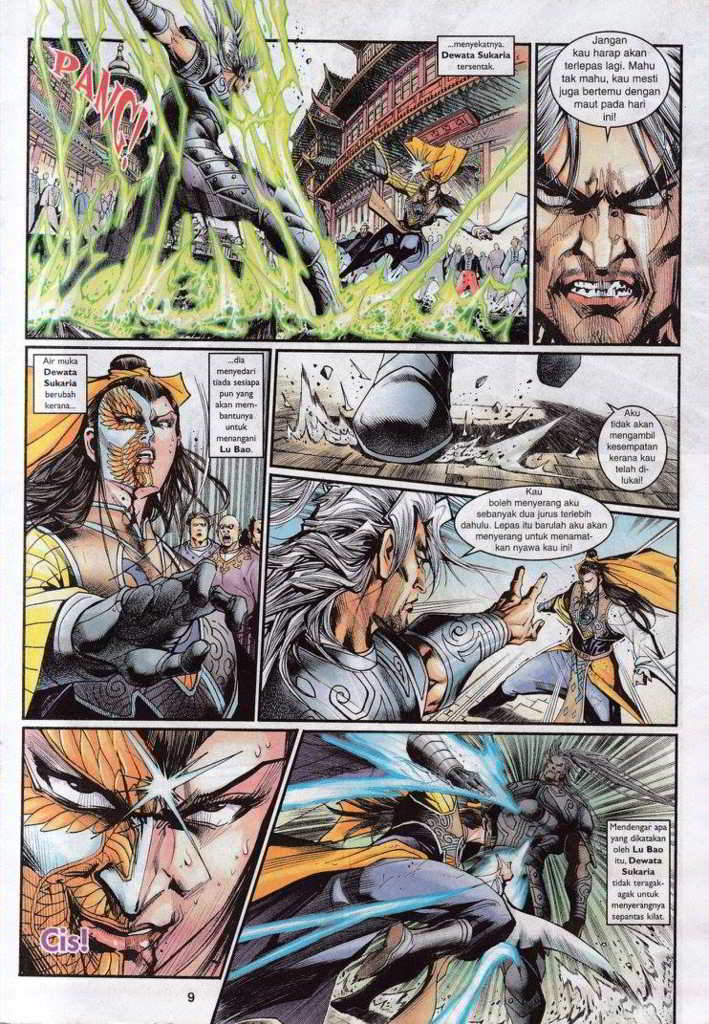 PANG!
...menyekatnya.
Dewata Sukaria
tersentak.
Jangan
kau harap akan
terlepas lagi. Mahu
tak mahu, kau mesti
juga bertemu dengan
maut pada hari
ini!
Air muka
Dewata
Sukaria
berubah
kerana...
...dia
menyedari
tiada sesiapa
pun yang
akan mem-
bantunya
untuk
menangani
Lu Bao.
Aku
tidak akan
mengambil
kesempatan
kerana kau
telah di-
lukai!
Kau
boleh menyerang aku
sebanyak dua jurus terlebih
dahulu. Lepas itu barulah aku akan
menyerang untuk menamat-
kan nyawa kau ini!
Cis!
Mendengar apa
yang dikatakan
oleh Lu Bao
itu, Dewata
Sukaria
tidak teragak-
agak untuk
menyerangnya
sepantas kilat.
9